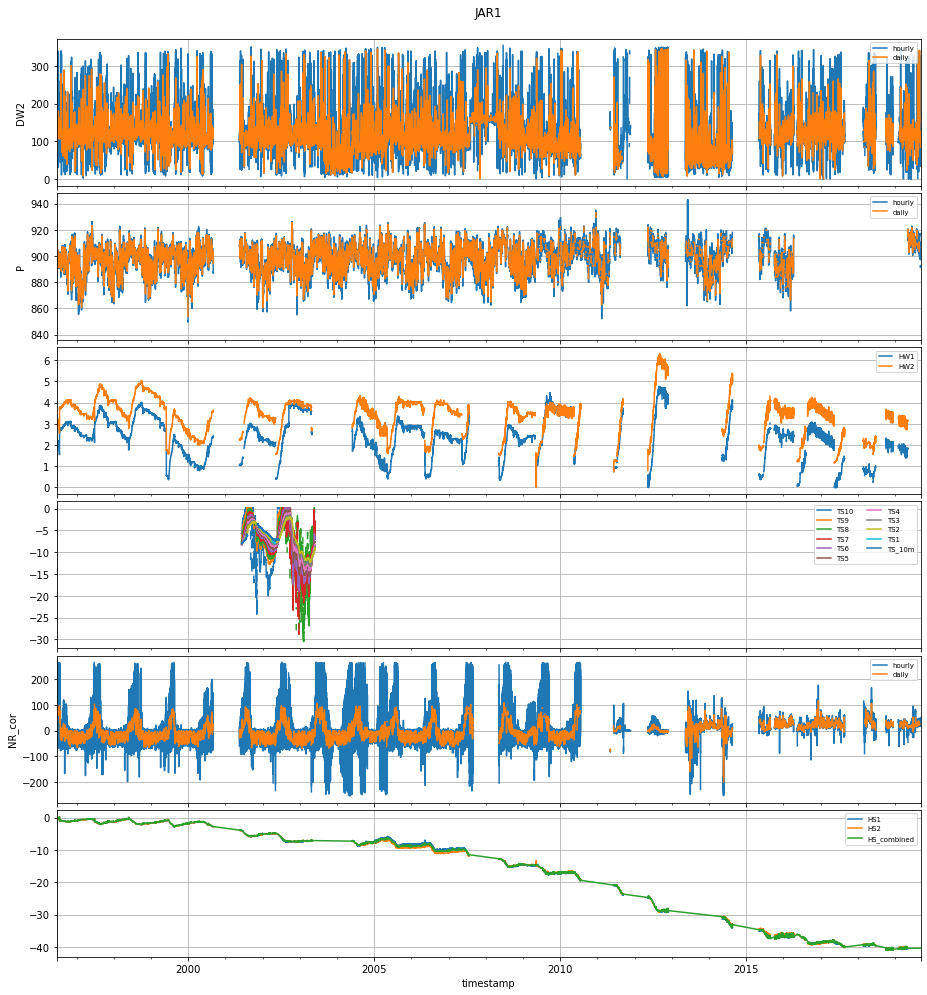 JAR1
DW2
300
200
100
0
hourly
daily
P
940
920
900
880
860
840
hourly
daily
6
5
4
3
2
1
0
HW1
HW2
0
−5
−10
−15
−20
−25
−30
TS10 TS4
TS9 TS3
TS8 TS2
TS7 TS1
TS6 TS_10m
TS5
NR_cor
200
100
0
−100
−200
hourly
daily
0
−10
−20
−30
−40
HS1
HS2
HS_combined
2000 2005 2010 2015
timestamp